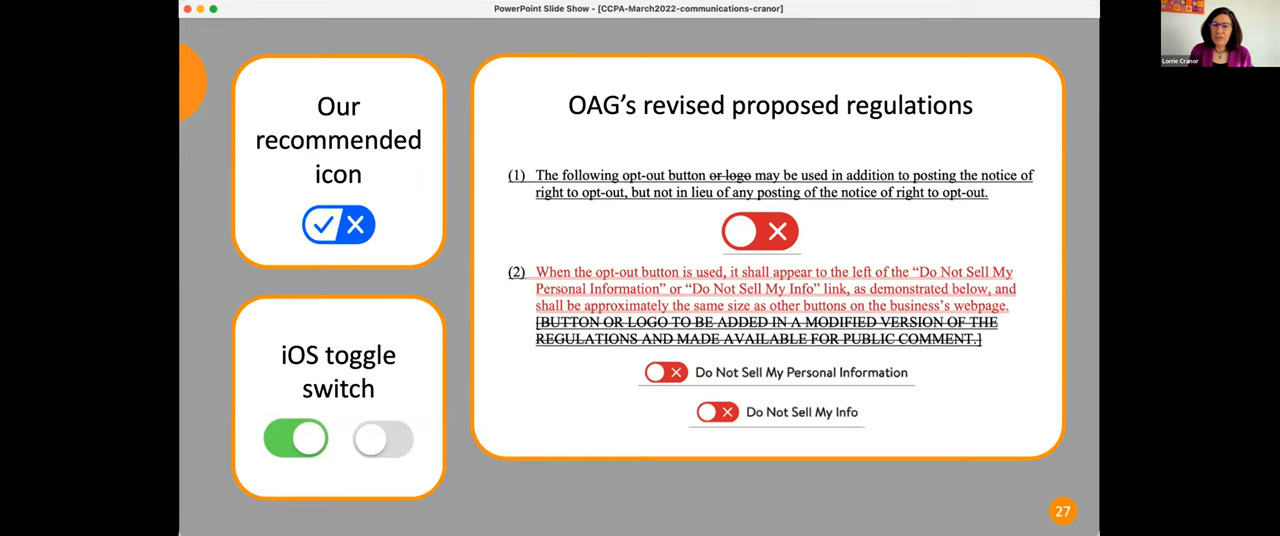 PowerPoint Slide Show - [CCPA-March2022-communications-cranor]
Lorrie Cranor
Our
recommended
icon
iOS toggle
switch
OAG's revised proposed regulations
(1) The following opt-out button or logo may be used in addition to posting the notice of
right to opt-out, but not in lieu of any posting of the notice of right to opt-out.
(2) When the opt-out button is used, it shall appear to the left of the “Do Not Sell My
Personal Information” or “Do Not Sell My Info” link, as demonstrated below, and
shall be approximately the same size as other buttons on the business’s webpage.
[BUTTON OR LOGO TO BE ADDED IN A MODIFIED VERSION OF THE
REGULATIONS AND MADE AVAILABLE FOR PUBLIC COMMENT.]
Do Not Sell My Personal Information
Do Not Sell My Info
27